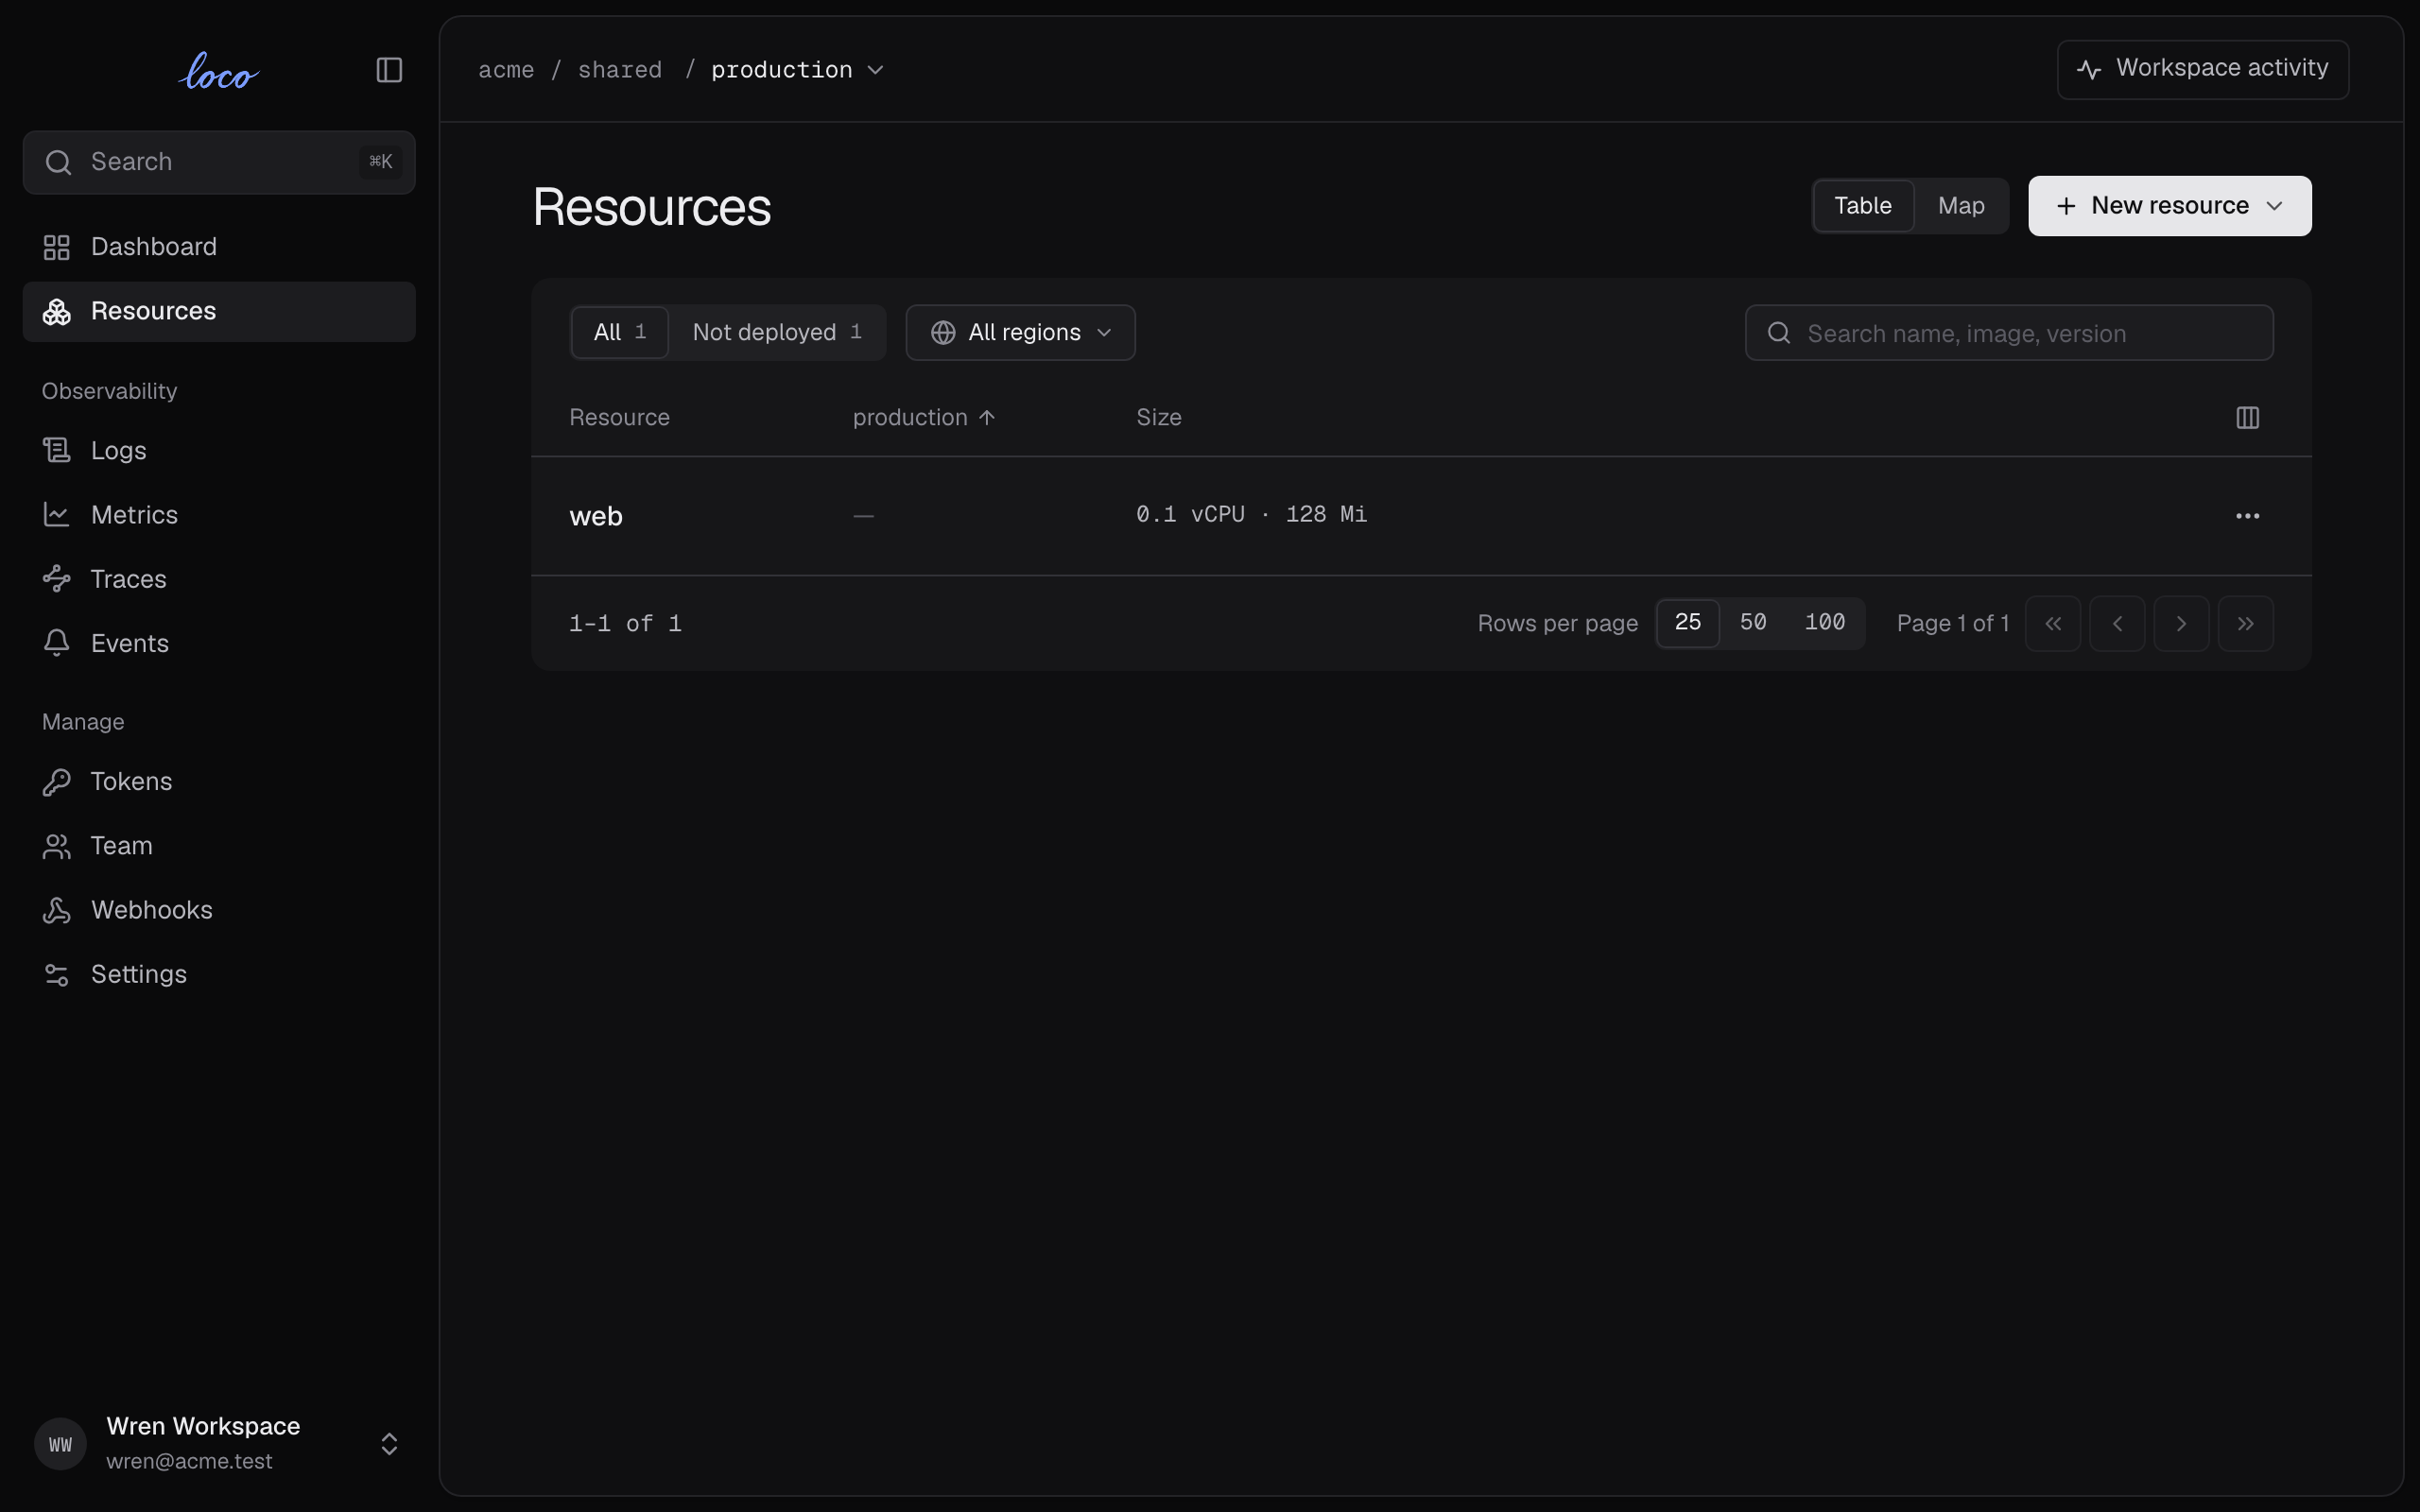 loco
Search ⌘K
Dashboard
Resources
Observability
Logs
Metrics
Traces
Events
Manage
Tokens
Team
Webhooks
Settings
WW
Wren Workspace
wren@acme.test
acme / shared / production
Workspace activity
Resources
Table Map
New resource
All 1 Not deployed 1 All regions
Search name, image, version
Resource production ↑ Size
web — 0.1 vCPU · 128 Mi
1–1 of 1 Rows per page 25 50 100 Page 1 of 1